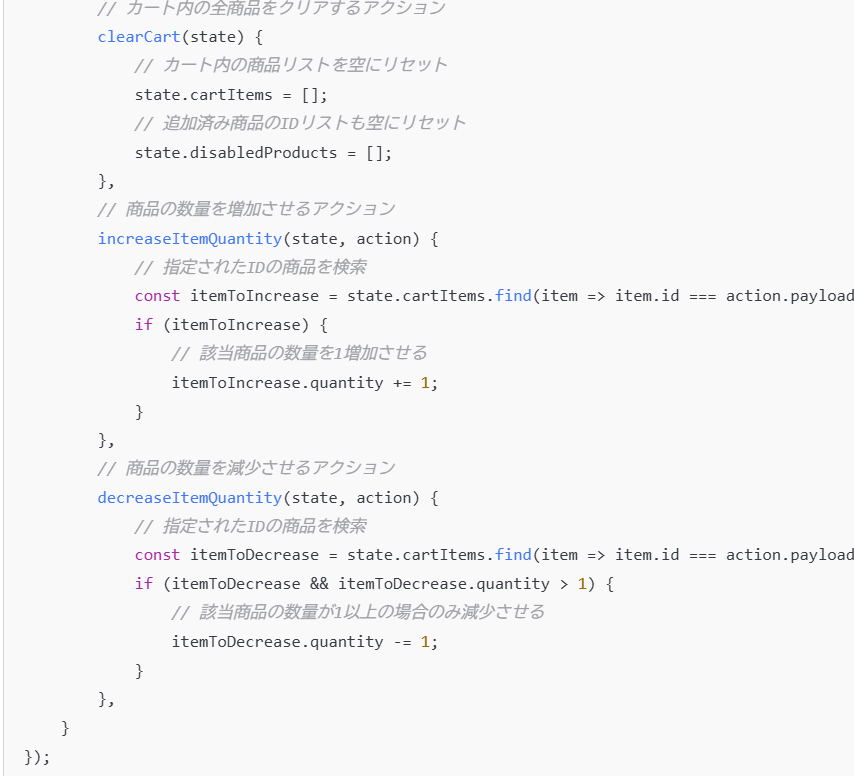 // カート内の全商品をクリアするアクション
clearCart(state) {
// カート内の商品リストを空にリセット
state.cartItems = [];
// 追加済み商品のIDリストも空にリセット
state.disabledProducts = [];
},
// 商品の数量を増加させるアクション
increaseItemQuantity(state, action) {
// 指定されたIDの商品を検索
const itemToIncrease = state.cartItems.find(item => item.id === action.payload
if (itemToIncrease) {
// 該当商品の数量を1増加させる
itemToIncrease.quantity += 1;
}
},
// 商品の数量を減少させるアクション
decreaseItemQuantity(state, action) {
// 指定されたIDの商品を検索
const itemToDecrease = state.cartItems.find(item => item.id === action.payload
if (itemToDecrease && itemToDecrease.quantity > 1) {
// 該当商品の数量が1以上の場合のみ減少させる
itemToDecrease.quantity -= 1;
}
},
}
});